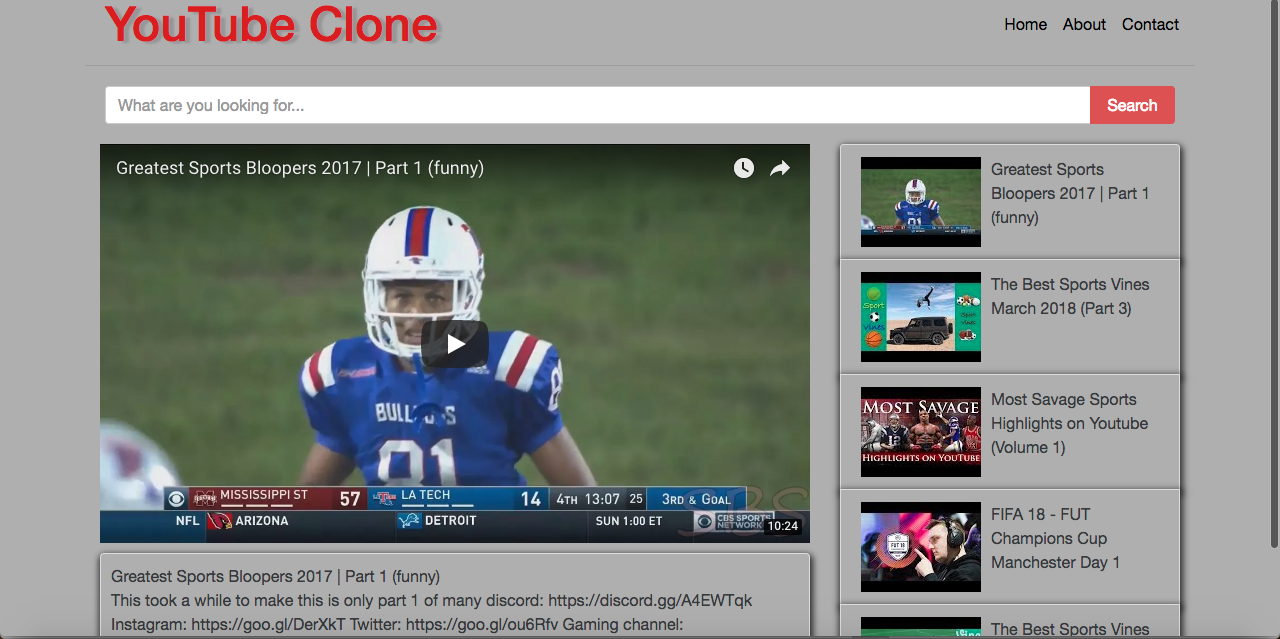 YouTube Clone
Home About Contact
What are you looking for...
Search
Greatest Sports Bloopers 2017 | Part 1 (funny)
BULLDOGS
81
MISSISSIPPI ST 57 LA TECH 14 4TH 13:07 25 3RD & GOAL
NFL ARIZONA DETROIT SUN 1:00 ET CBS SPORTS NETWORK
SBS
10:24
Greatest Sports Bloopers 2017 | Part 1 (funny)
This took a while to make this is only part 1 of many discord: https://discord.gg/A4EWTqk
Instagram: https://goo.gl/DerXkT Twitter: https://goo.gl/ou6Rfv Gaming channel:
Greatest Sports
Bloopers 2017 | Part 1
(funny)
Sport
Vines
Sport
Vines
The Best Sports Vines
March 2018 (Part 3)
MOST SAVAGE
HIGHLIGHTS ON YOUTUBE
Most Savage Sports
Highlights on Youtube
(Volume 1)
FUT 18
FIFA 18 - FUT
Champions Cup
Manchester Day 1
The Best Sports Vines